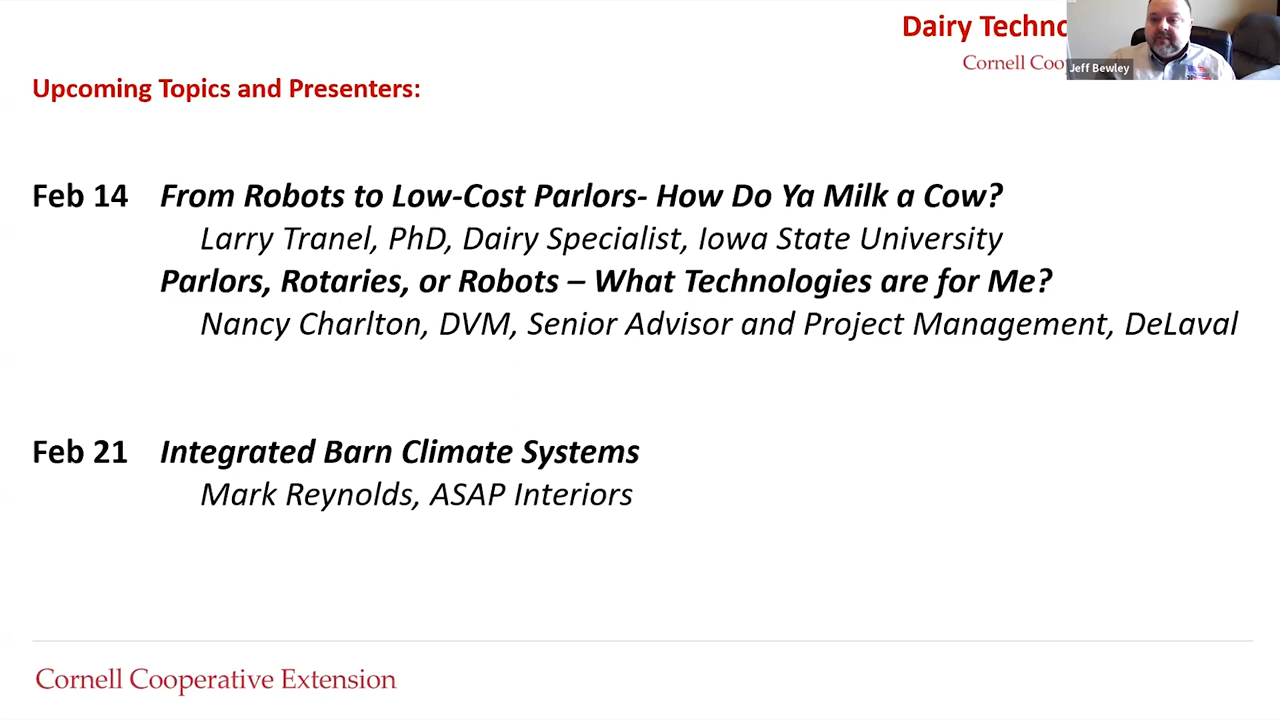 Dairy Techno
Cornell Coo
Jeff Bewley
Upcoming Topics and Presenters:
Feb 14 From Robots to Low-Cost Parlors- How Do Ya Milk a Cow?
Larry Tranel, PhD, Dairy Specialist, Iowa State University
Parlors, Rotaries, or Robots – What Technologies are for Me?
Nancy Charlton, DVM, Senior Advisor and Project Management, DeLaval
Feb 21 Integrated Barn Climate Systems
Mark Reynolds, ASAP Interiors
Cornell Cooperative Extension